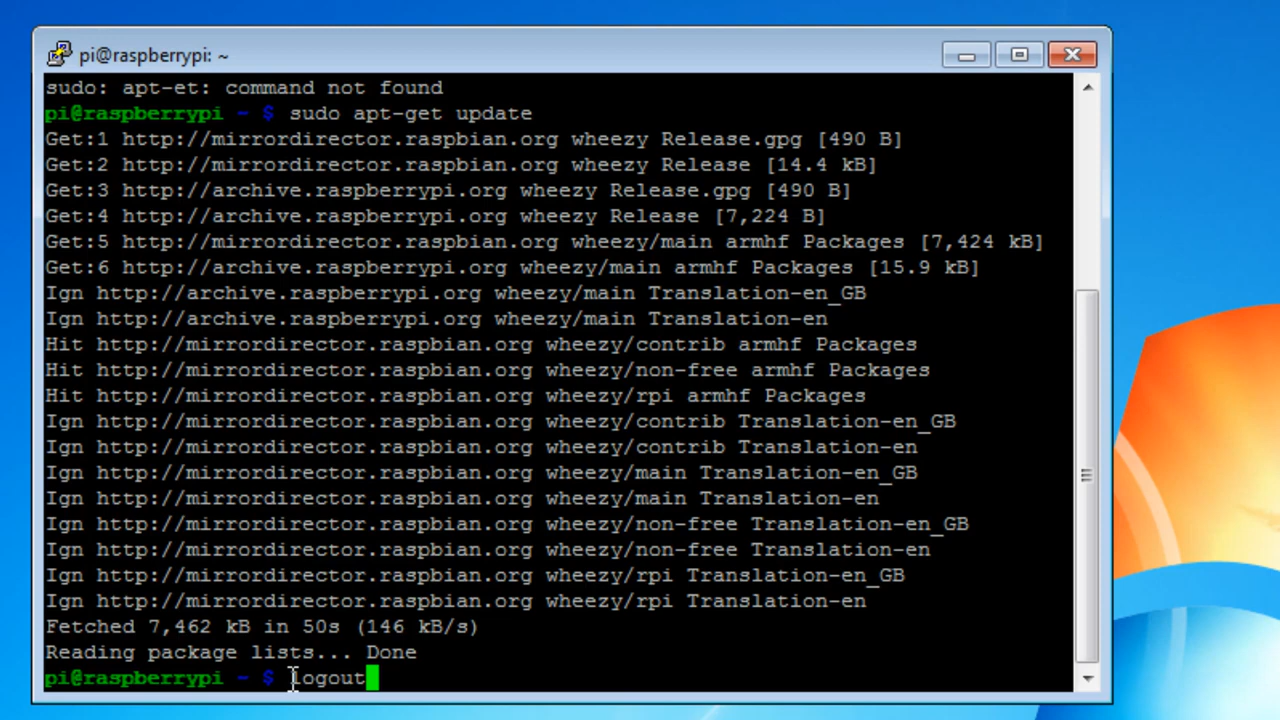 pi@raspberrypi: ~
sudo: apt-et: command not found
pi@raspberrypi ~ $ sudo apt-get update
Get:1 http://mirrordirector.raspbian.org wheezy Release.gpg [490 B]
Get:2 http://mirrordirector.raspbian.org wheezy Release [14.4 kB]
Get:3 http://archive.raspberrypi.org wheezy Release.gpg [490 B]
Get:4 http://archive.raspberrypi.org wheezy Release [7,224 B]
Get:5 http://mirrordirector.raspbian.org wheezy/main armhf Packages [7,424 kB]
Get:6 http://archive.raspberrypi.org wheezy/main armhf Packages [15.9 kB]
Ign http://archive.raspberrypi.org wheezy/main Translation-en_GB
Ign http://archive.raspberrypi.org wheezy/main Translation-en
Hit http://mirrordirector.raspbian.org wheezy/contrib armhf Packages
Hit http://mirrordirector.raspbian.org wheezy/non-free armhf Packages
Hit http://mirrordirector.raspbian.org wheezy/rpi armhf Packages
Ign http://mirrordirector.raspbian.org wheezy/contrib Translation-en_GB
Ign http://mirrordirector.raspbian.org wheezy/contrib Translation-en
Ign http://mirrordirector.raspbian.org wheezy/main Translation-en_GB
Ign http://mirrordirector.raspbian.org wheezy/main Translation-en
Ign http://mirrordirector.raspbian.org wheezy/non-free Translation-en_GB
Ign http://mirrordirector.raspbian.org wheezy/non-free Translation-en
Ign http://mirrordirector.raspbian.org wheezy/rpi Translation-en_GB
Ign http://mirrordirector.raspbian.org wheezy/rpi Translation-en
Fetched 7,462 kB in 50s (146 kB/s)
Reading package lists... Done
pi@raspberrypi ~ $ logout